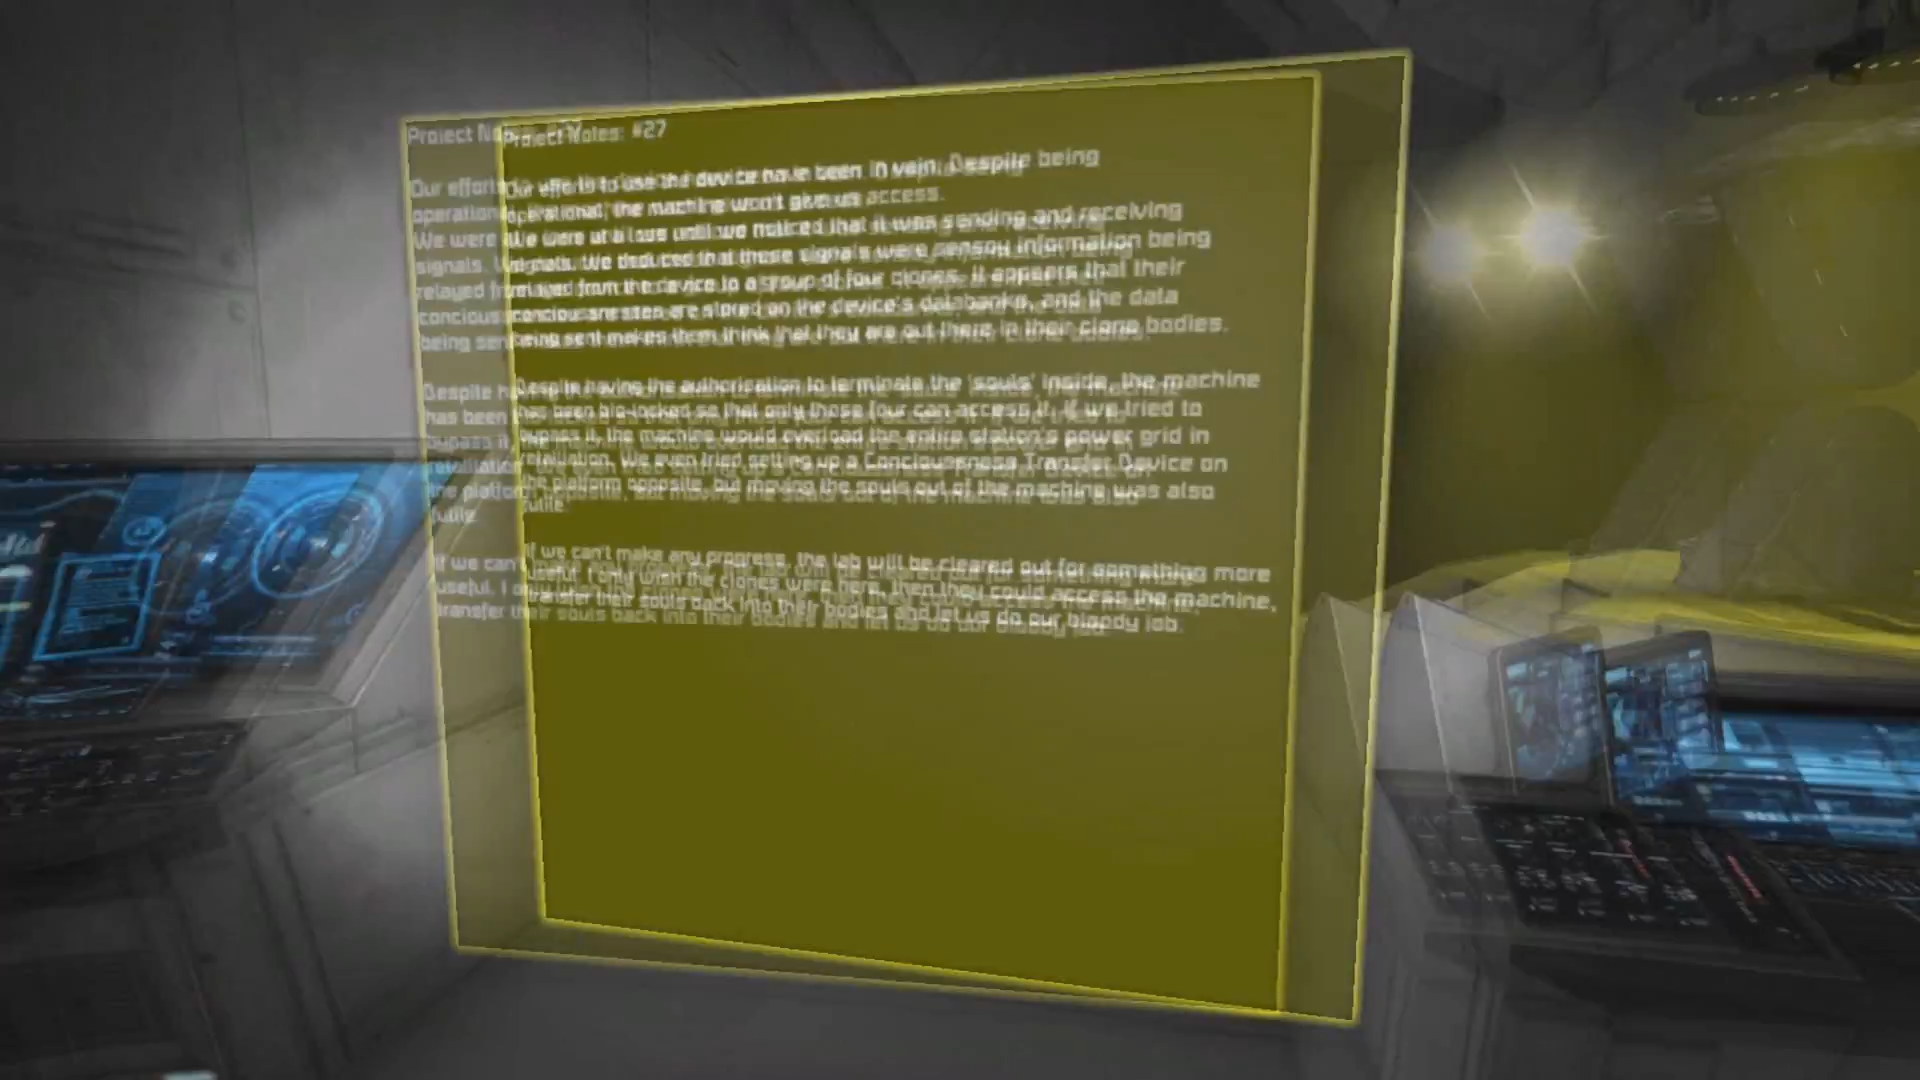 Project Notes: #27
Our efforts to use the device have been in vein. Despite being
operational, the machine won't give us access.
We were at a loss until we noticed that it was sending and receiving
signals. We deduced that these signals were sensoy information being
relayed from the device to a group of four clones. It appears that their
conciousnesses are stored on the device's databanks, and the data
being sent makes them think that they are out there in their clone bodies.
Despite having the authorisation to terminate the 'souls' inside, the machine
has been bio-locked so that only those four can access it. If we tried to
bypass it, the machine would overload the entire station's power grid in
retailiation. We even tried setting up a Conciousness Transfer Device on
the platform opposite, but moving the souls out of the machine was also
futile.
If we can't make any progress, the lab will be cleared out for something more
useful. I only wish the clones were here, then they could access the machine,
transfer their souls back into their bodies and let us do our bloody job.